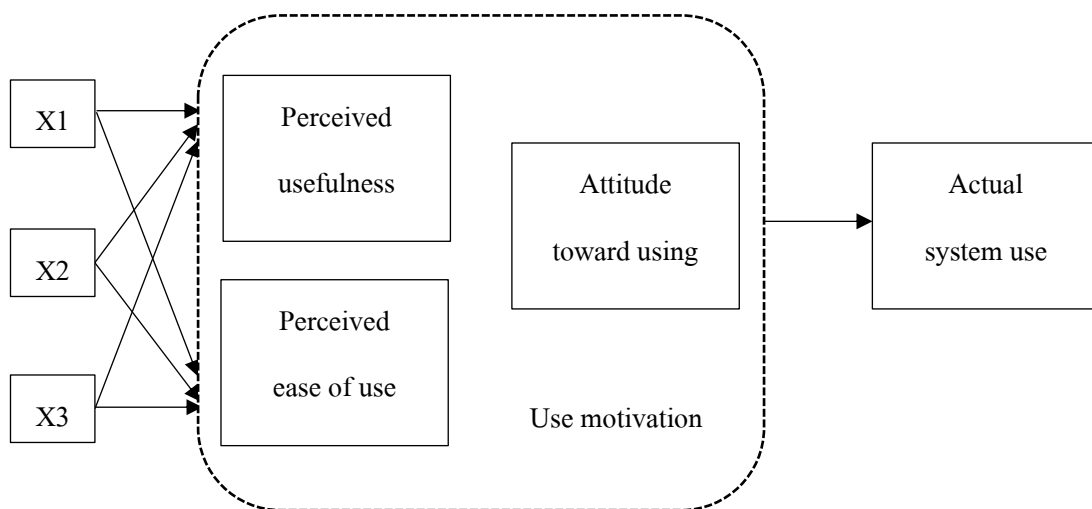 X1
X2
X3
Perceived
usefulness
Perceived
ease of use
Attitude
toward using
Use motivation
Actual
system use